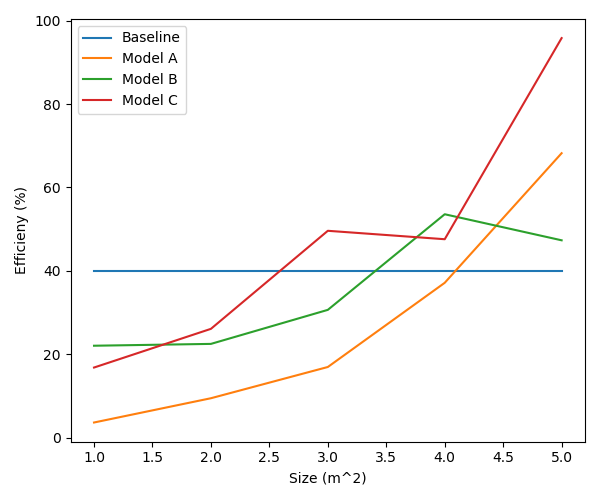 100
80
60
40
20
0
Efficieny (%)
Baseline
Model A
Model B
Model C
1.0 1.5 2.0 2.5 3.0 3.5 4.0 4.5 5.0
Size (m^2)